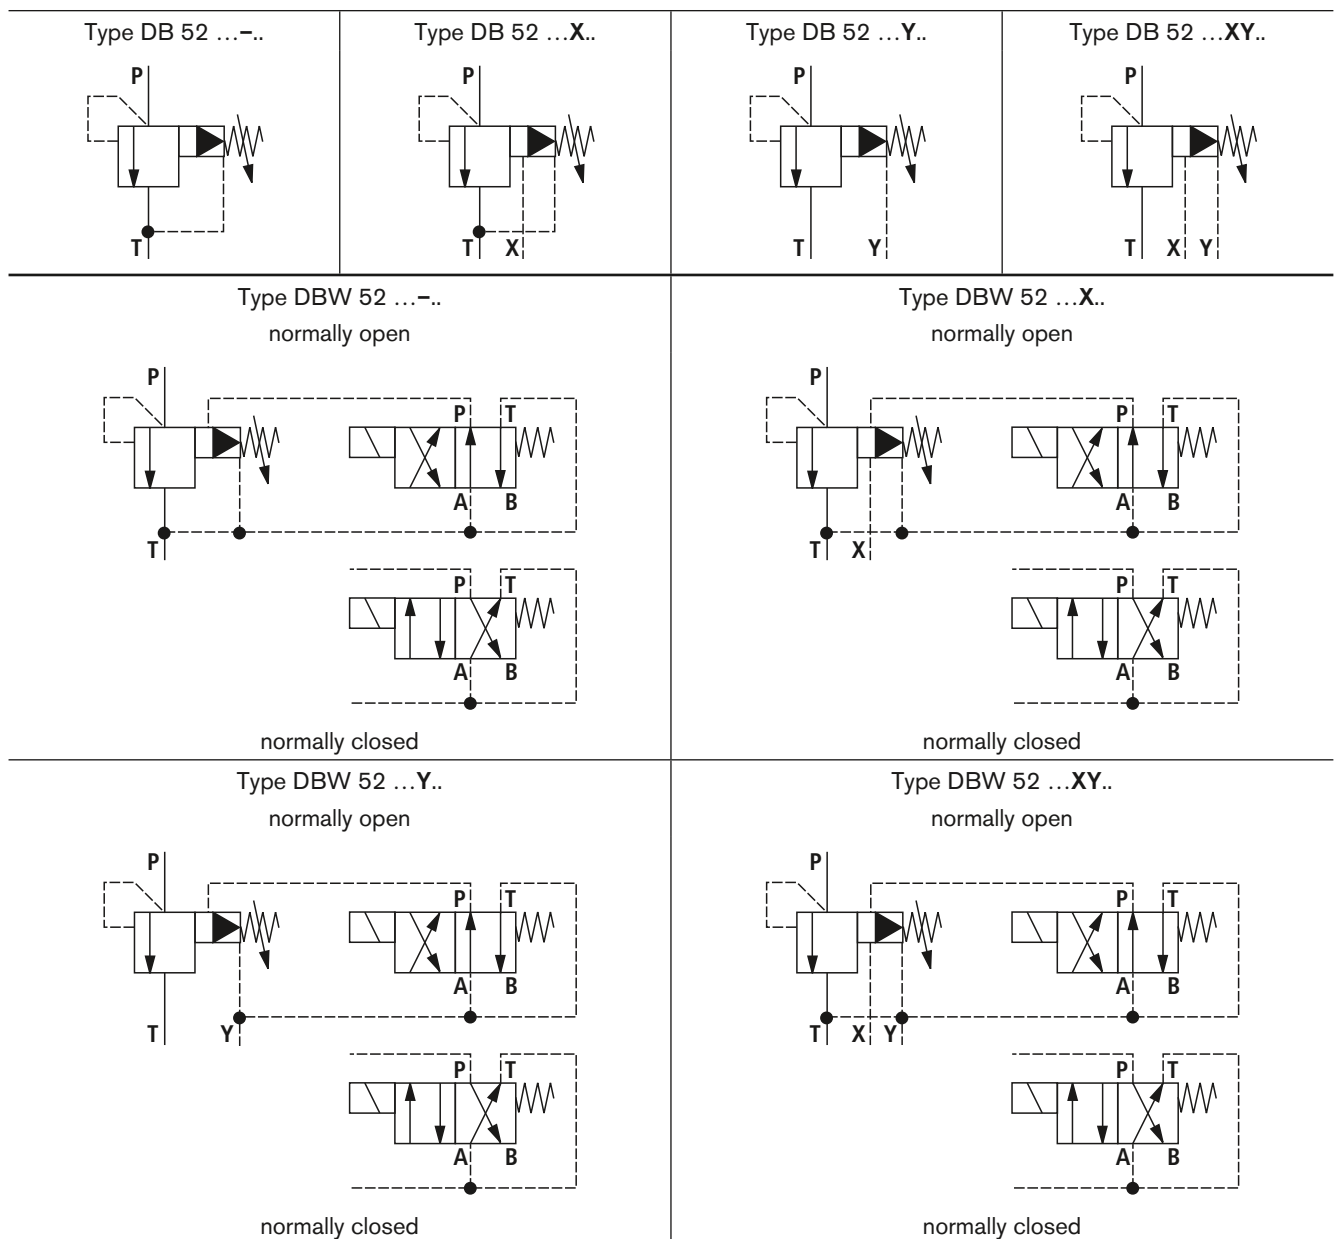 Type DB 52 ...–..
Type DB 52 ...X..
Type DB 52 ...Y..
Type DB 52 ...XY..
P
T
P
T X
P
T Y
P
T X Y
Type DBW 52 ...–..
normally open
P
P T
A B
T
P T
A B
normally closed
Type DBW 52 ...X..
normally open
P
P T
A B
T X
P T
A B
normally closed
Type DBW 52 ...Y..
normally open
P
P T
A B
T Y
P T
A B
normally closed
Type DBW 52 ...XY..
normally open
P
P T
A B
T X Y
P T
A B
normally closed